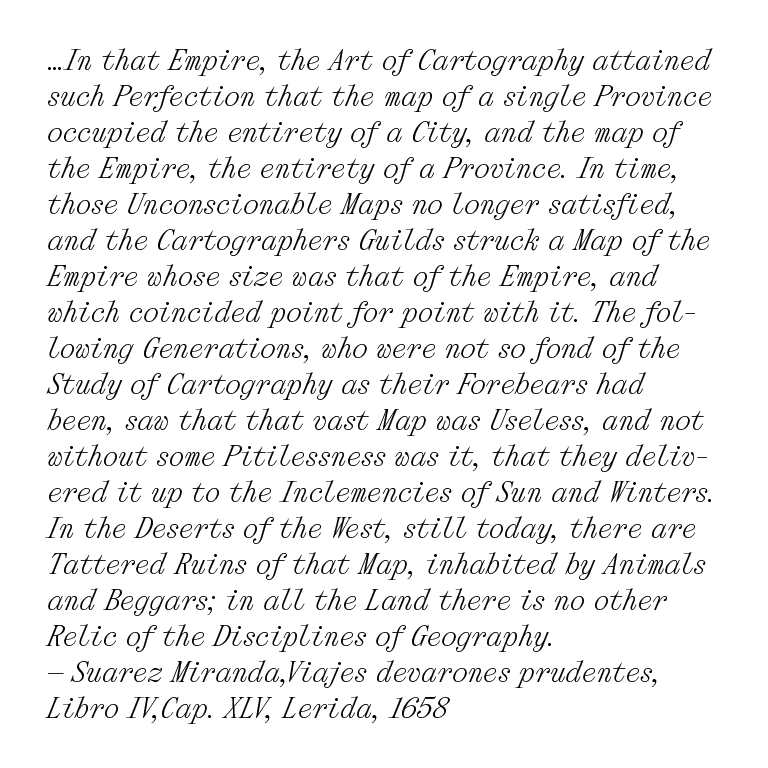 …In that Empire, the Art of Cartography attained
such Perfection that the map of a single Province
occupied the entirety of a City, and the map of
the Empire, the entirety of a Province. In time,
those Unconscionable Maps no longer satisfied,
and the Cartographers Guilds struck a Map of the
Empire whose size was that of the Empire, and
which coincided point for point with it. The fol-
lowing Generations, who were not so fond of the
Study of Cartography as their Forebears had
been, saw that that vast Map was Useless, and not
without some Pitilessness was it, that they deliv-
ered it up to the Inclemencies of Sun and Winters.
In the Deserts of the West, still today, there are
Tattered Ruins of that Map, inhabited by Animals
and Beggars; in all the Land there is no other
Relic of the Disciplines of Geography.
– Suarez Miranda,Viajes devarones prudentes,
Libro IV,Cap. XLV, Lerida, 1658